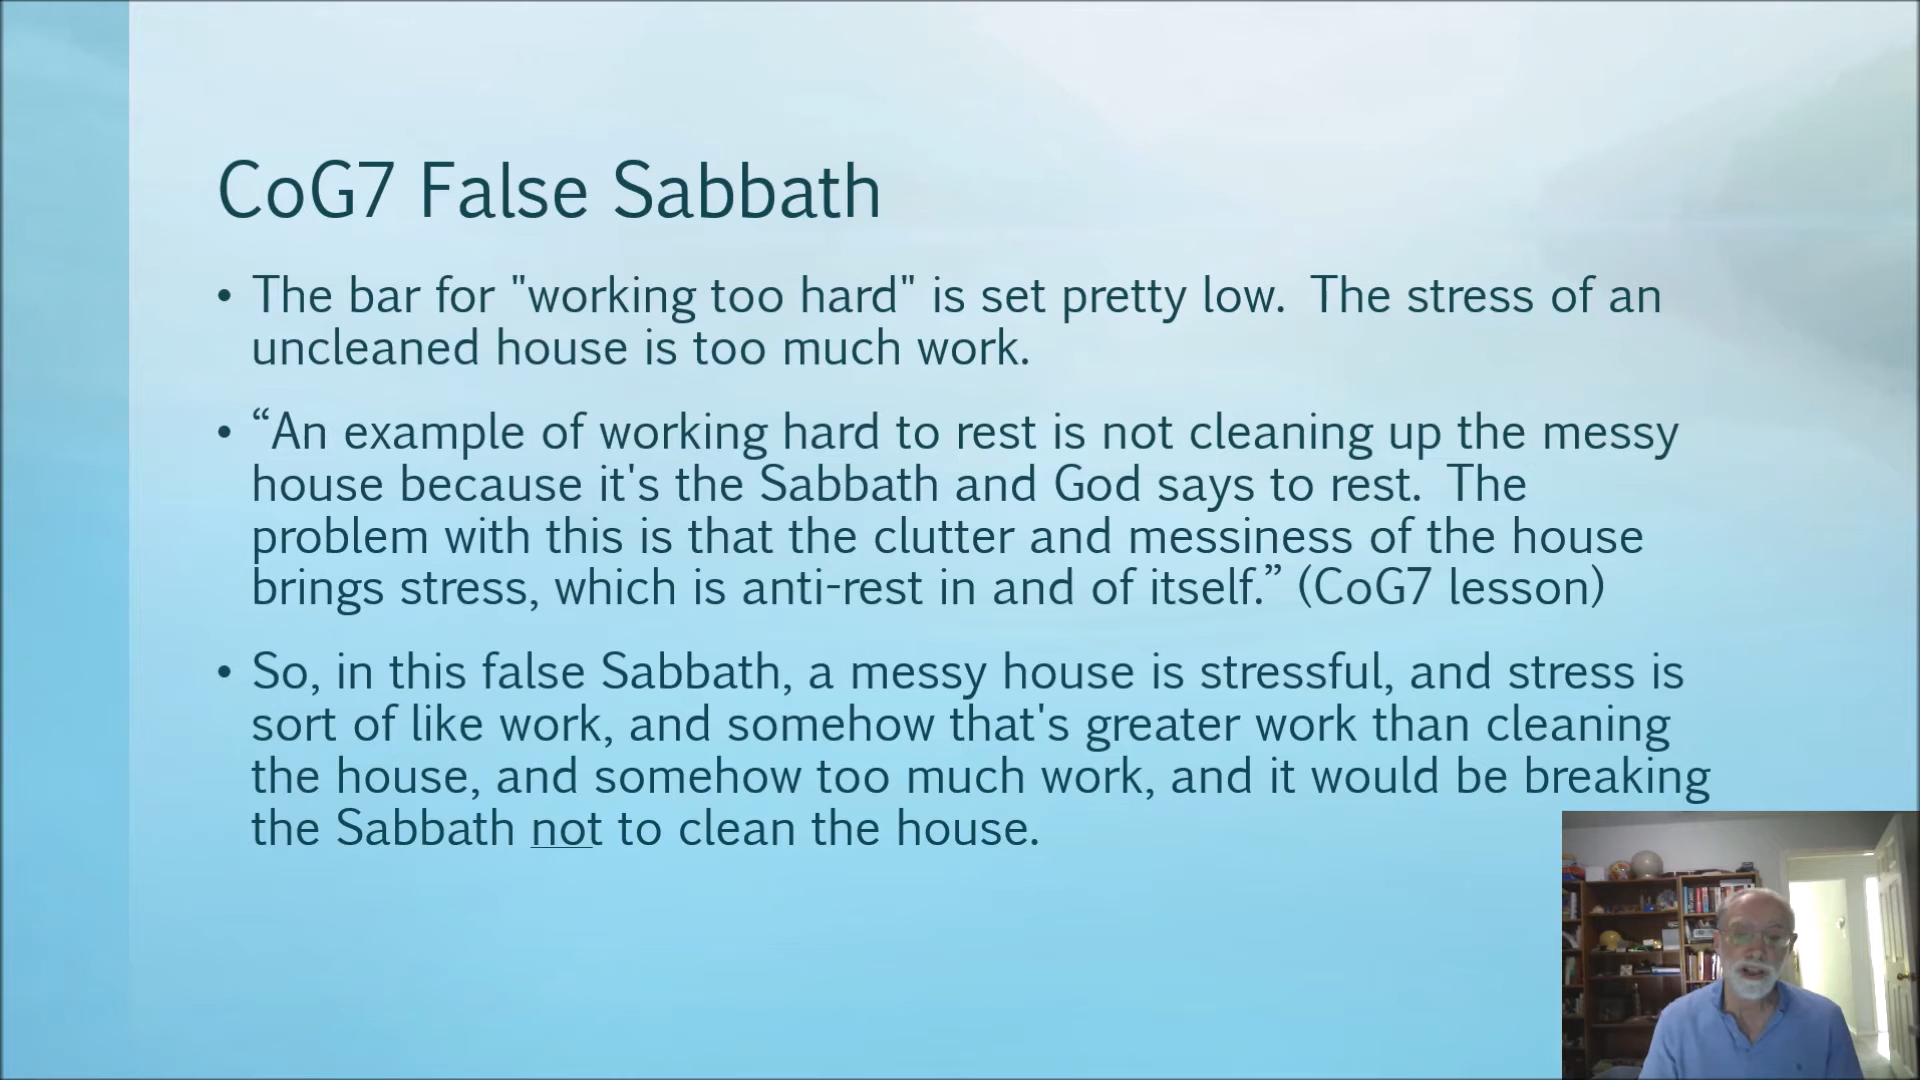 CoG7 False Sabbath
• The bar for "working too hard" is set pretty low.  The stress of an
uncleaned house is too much work.
• “An example of working hard to rest is not cleaning up the messy
house because it's the Sabbath and God says to rest.  The
problem with this is that the clutter and messiness of the house
brings stress, which is anti-rest in and of itself.” (CoG7 lesson)
• So, in this false Sabbath, a messy house is stressful, and stress is
sort of like work, and somehow that's greater work than cleaning
the house, and somehow too much work, and it would be breaking
the Sabbath not to clean the house.